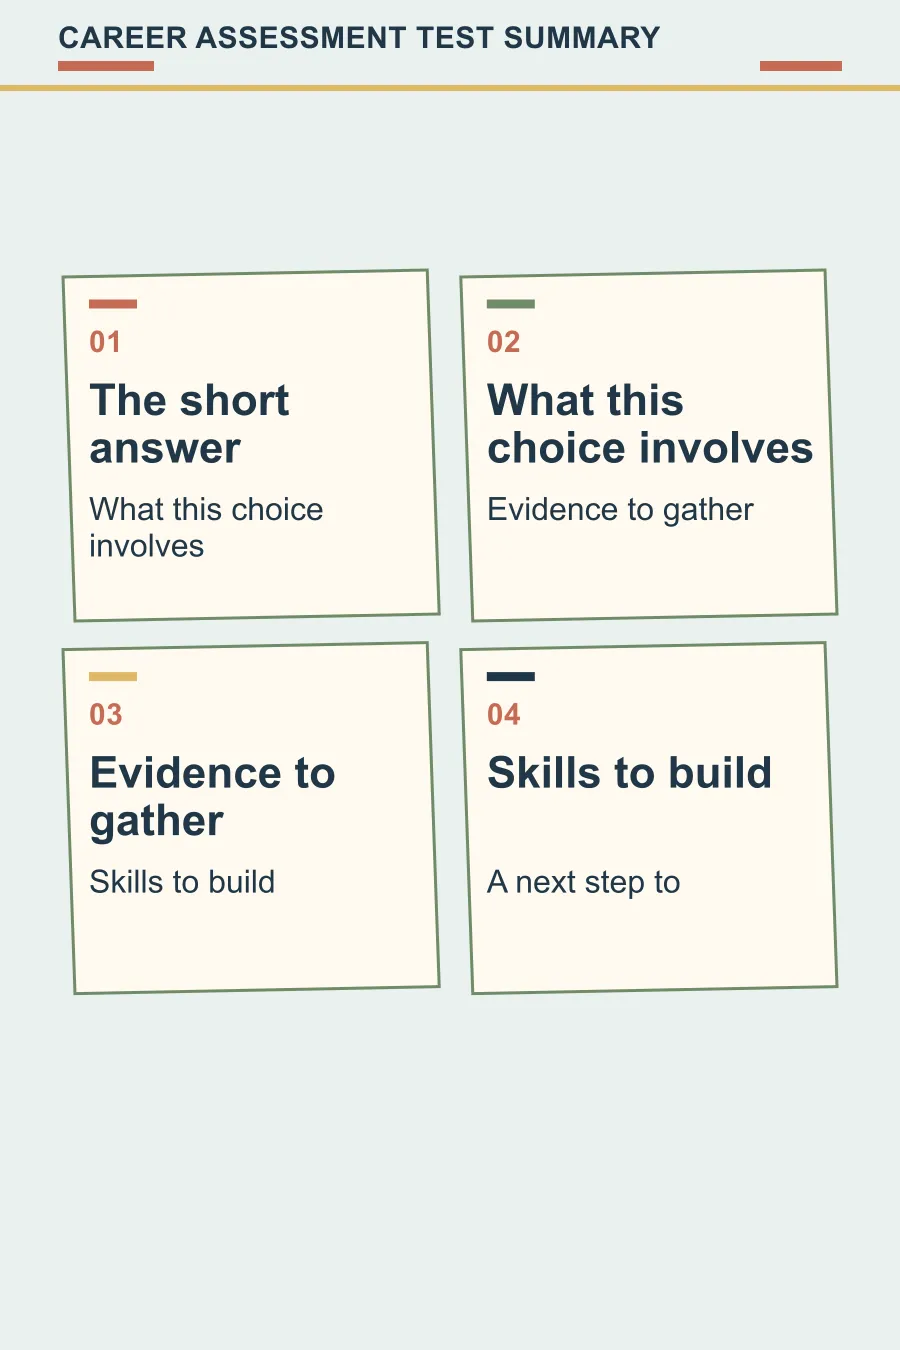 CAREER ASSESSMENT TEST SUMMARY
01
The short
answer
What this choice
involves
02
What this
choice involves
Evidence to gather
03
Evidence to
gather
Skills to build
04
Skills to build
A next step to